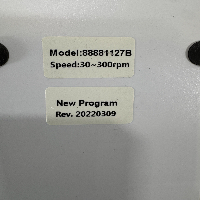 Model:88881127B
Speed:30~300rpm
New Program
Rev. 20220309